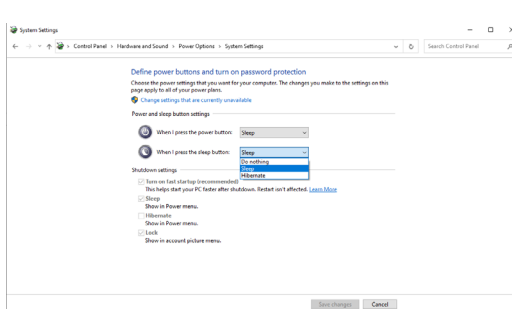 System Settings
Control Panel > Hardware and Sound > Power Options > System Settings
Search Control Panel
Define power buttons and turn on password protection
Choose the power settings that you want for your computer. The changes you make to the settings on this
page apply to all of your power plans.
Change settings that are currently unavailable
Power and sleep button settings
When I press the power button: Sleep
When I press the sleep button: Sleep
Do nothing
Sleep
Hibernate
Shutdown settings
Turn on fast startup (recommended)
This helps start your PC faster after shutdown. Restart isn't affected. Learn More
Sleep
Show in Power menu.
Hibernate
Show in Power menu.
Lock
Show in account picture menu.
Save changes Cancel